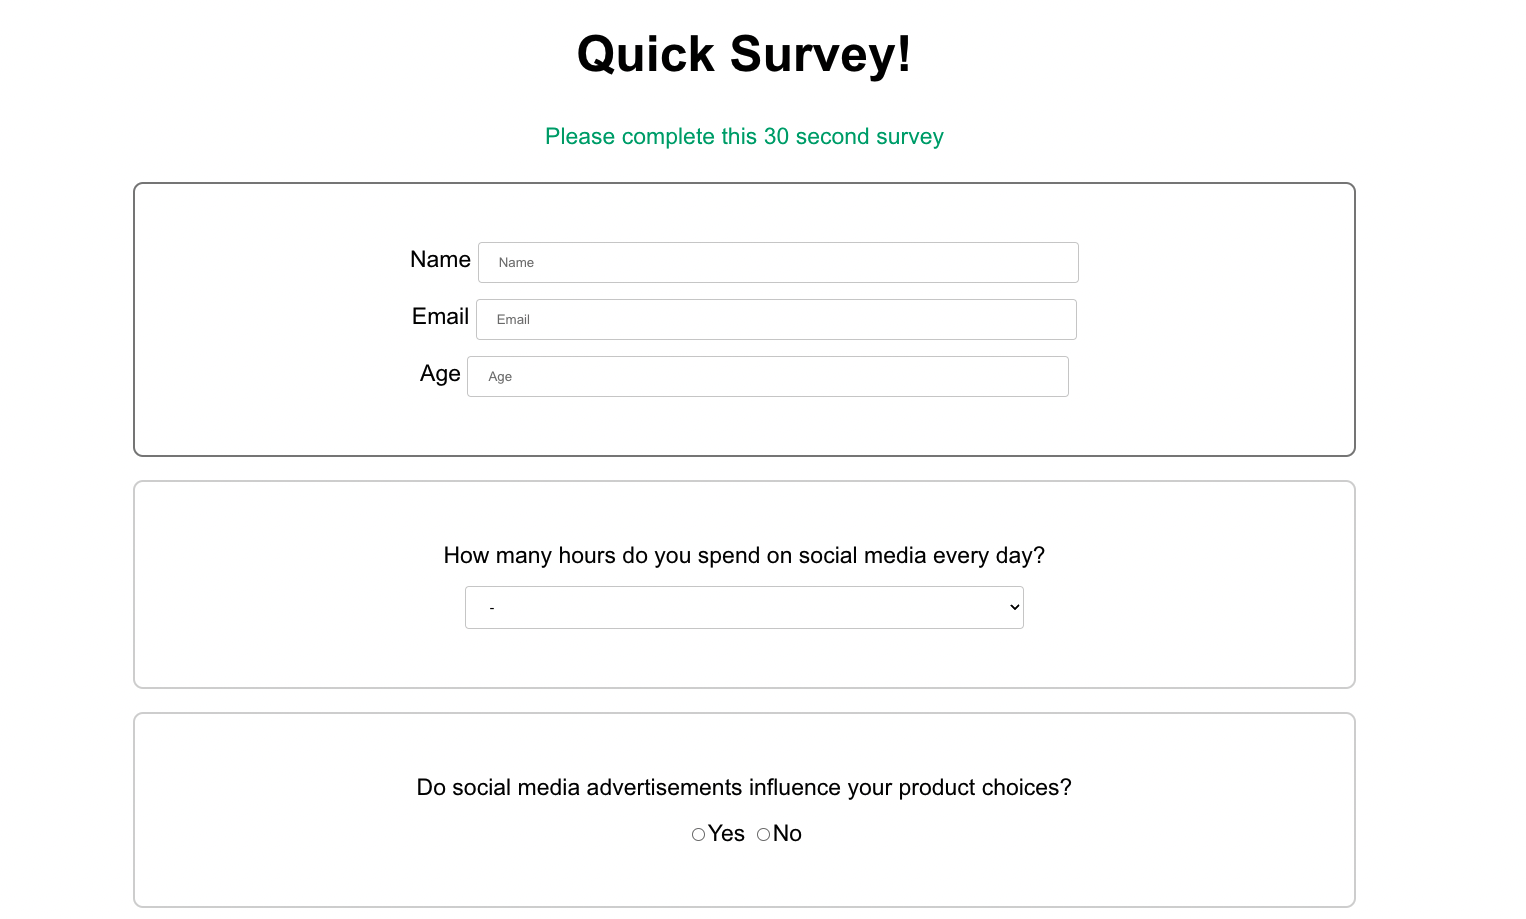 Quick Survey!
Please complete this 30 second survey
Name Name
Email Email
Age Age
How many hours do you spend on social media every day?
-
Do social media advertisements influence your product choices?
Yes No